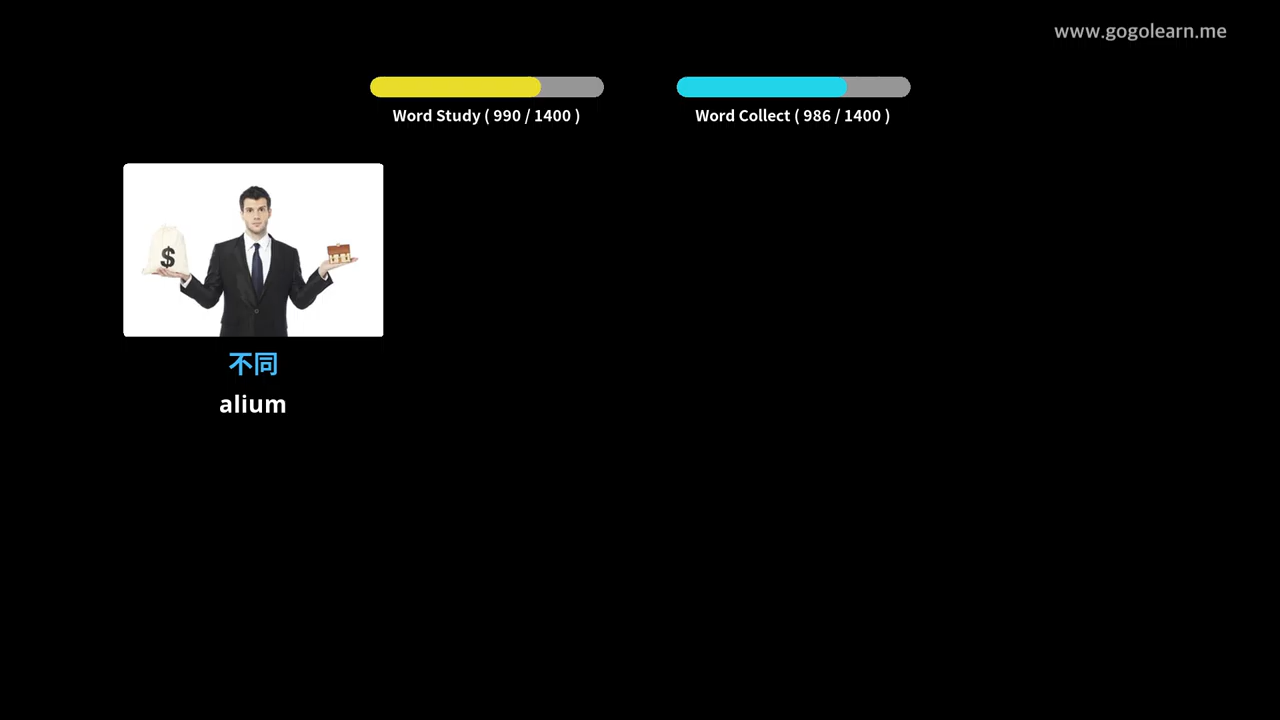 www.gogolearn.me
Word Study ( 990 / 1400 )
Word Collect ( 986 / 1400 )
$
不同
alium